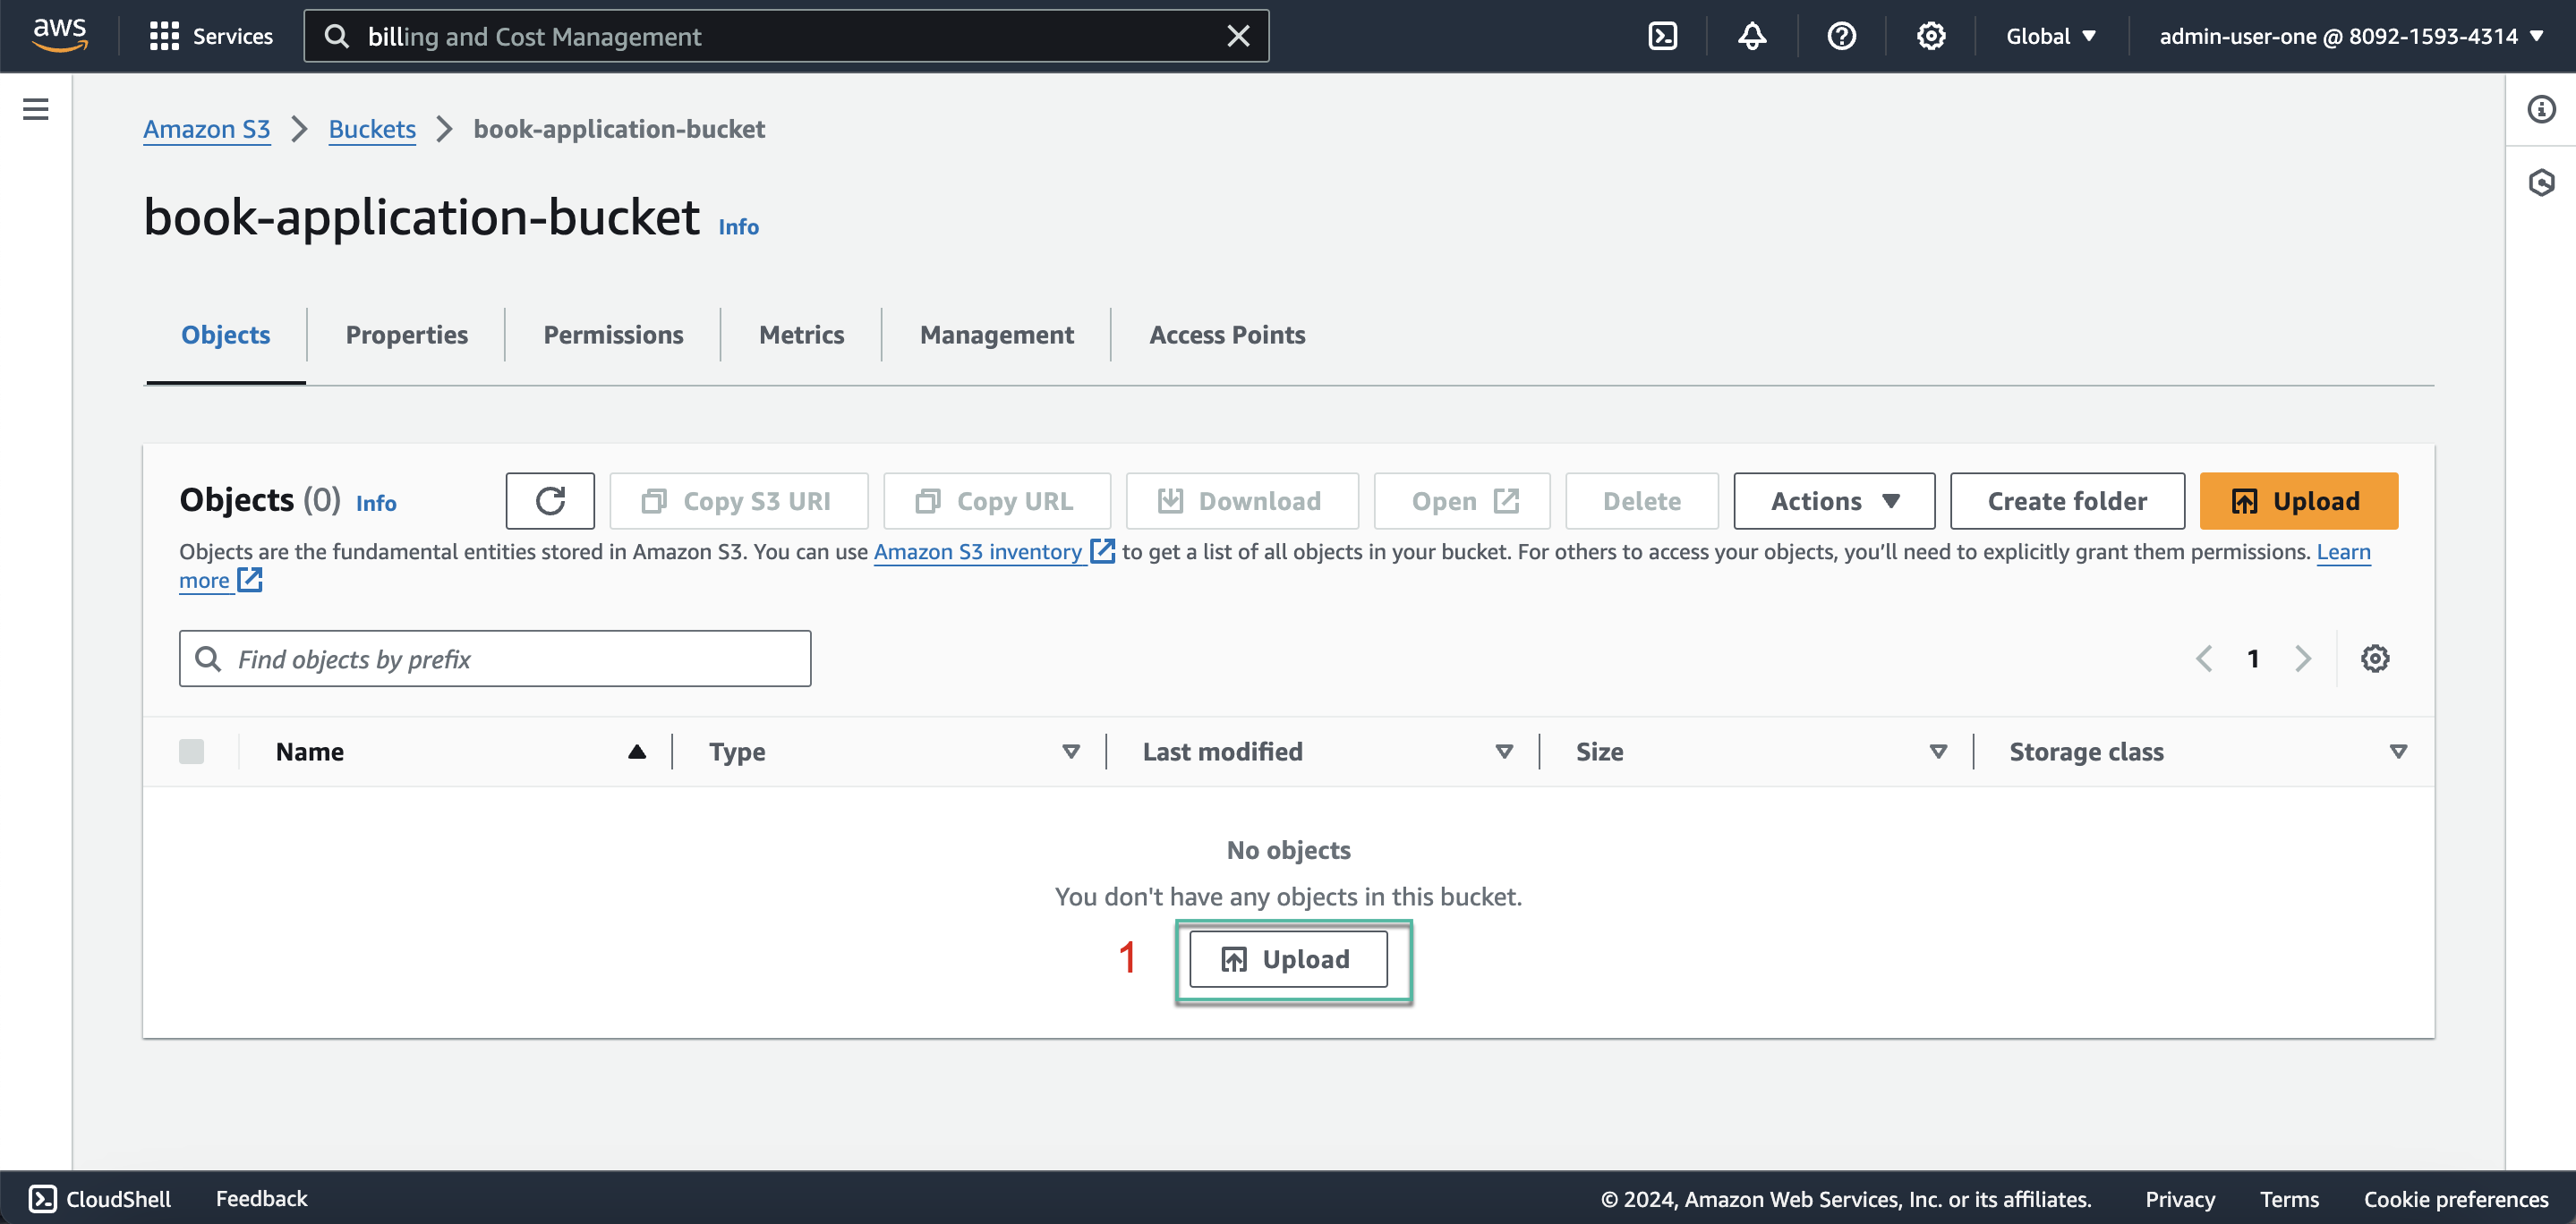 aws
Services
billing and Cost Management
Global
admin-user-one @ 8092-1593-4314
Amazon S3 Buckets book-application-bucket
book-application-bucket Info
Objects Properties Permissions Metrics Management Access Points
Objects (0) Info
Copy S3 URI Copy URL Download Open Delete Actions Create folder Upload
Objects are the fundamental entities stored in Amazon S3. You can use Amazon S3 inventory to get a list of all objects in your bucket. For others to access your objects, you’ll need to explicitly grant them permissions. Learn
more
Find objects by prefix
1
Name Type Last modified Size Storage class
No objects
You don't have any objects in this bucket.
1 Upload
CloudShell Feedback © 2024, Amazon Web Services, Inc. or its affiliates. Privacy Terms Cookie preferences